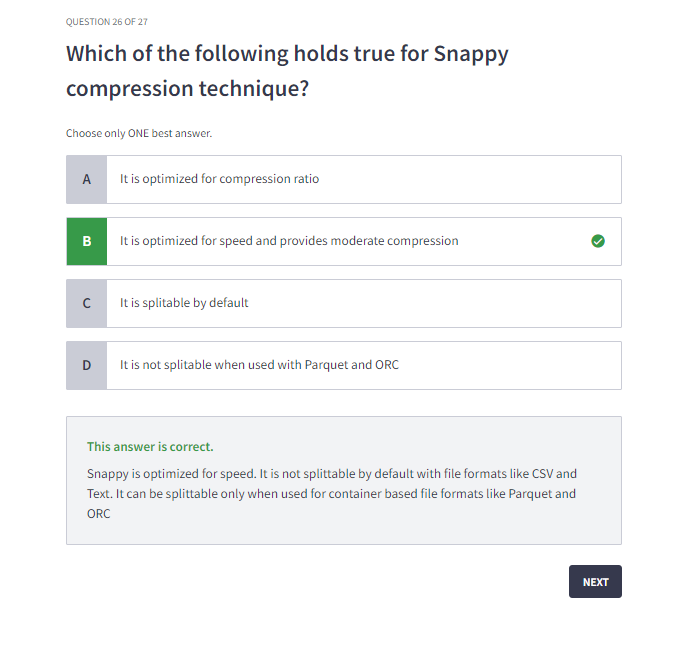 QUESTION 26 OF 27
Which of the following holds true for Snappy
compression technique?
Choose only ONE best answer.
A It is optimized for compression ratio
B It is optimized for speed and provides moderate compression
C It is splitable by default
D It is not splitable when used with Parquet and ORC
This answer is correct.
Snappy is optimized for speed. It is not splittable by default with file formats like CSV and
Text. It can be splittable only when used for container based file formats like Parquet and
ORC
NEXT